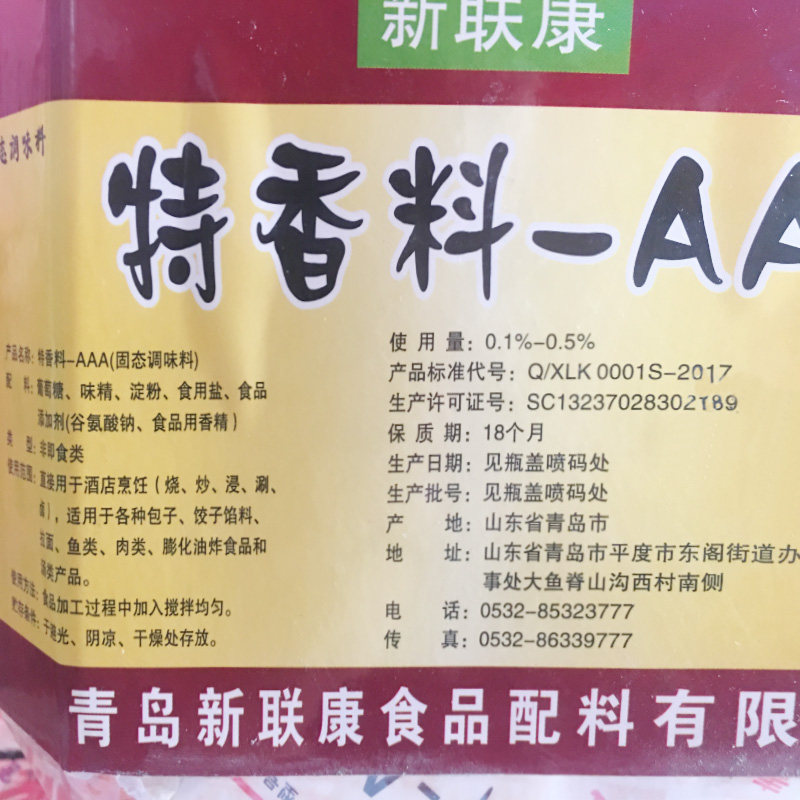 新联康
态调味料
特香料-AA
产品名称：特香料-AAA(固态调味料)
配 料：葡萄糖、味精、淀粉、食用盐、食品
添加剂(谷氨酸钠、食品用香精)
类 型：非即食类
使用范围：直接用于酒店烹饪（烧、炒、浸、涮、
卤），适用于各种包子、饺子馅料、
拉面、鱼类、肉类、膨化油炸食品和
汤类产品。
使用方法：食品加工过程中加入搅拌均匀。
贮存条件：于避光、阴凉、干燥处存放。
使 用 量：0.1%-0.5%
产品标准代号：Q/XLK 0001S-2017
生产许可证号：SC13237028302189
保 质 期：18个月
生产日期：见瓶盖喷码处
生产批号：见瓶盖喷码处
产 地：山东省青岛市
地 址：山东省青岛市平度市东阁街道办
事处大鱼脊山沟西村南侧
电 话：0532-85323777
传 真：0532-86339777
青岛新联康食品配料有限